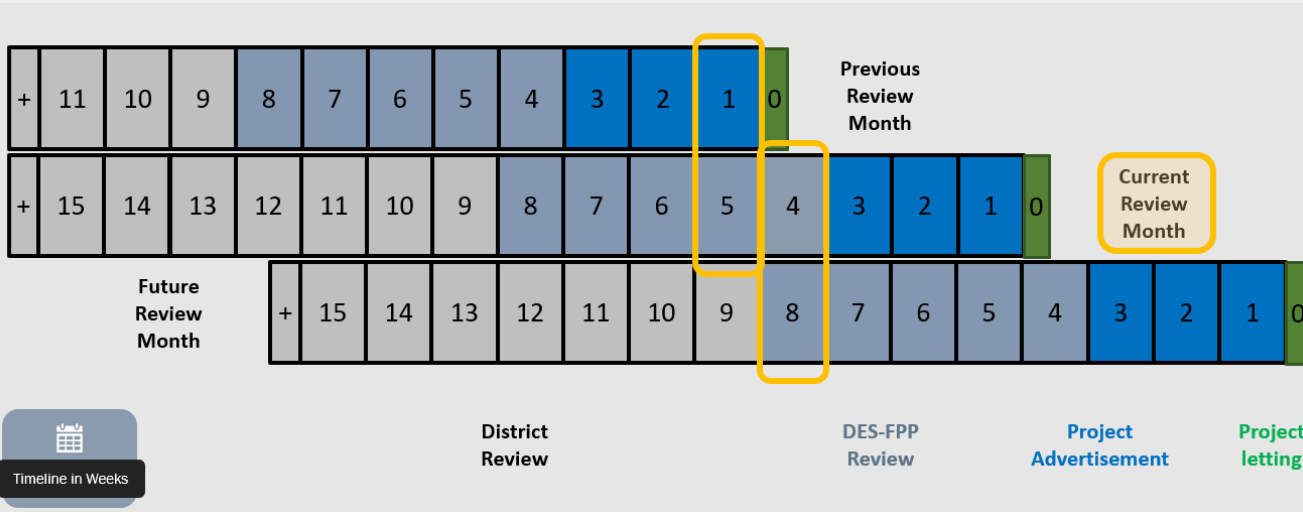 + 11 10 9 8 7 6 5 4 3 2 1 0
Previous
Review
Month
+ 15 14 13 12 11 10 9 8 7 6 5 4 3 2 1 0
Current
Review
Month
Future
Review
Month
+ 15 14 13 12 11 10 9 8 7 6 5 4 3 2 1 0
District
Review
DES-FPP
Review
Project
Advertisement
Project
letting
Timeline in Weeks